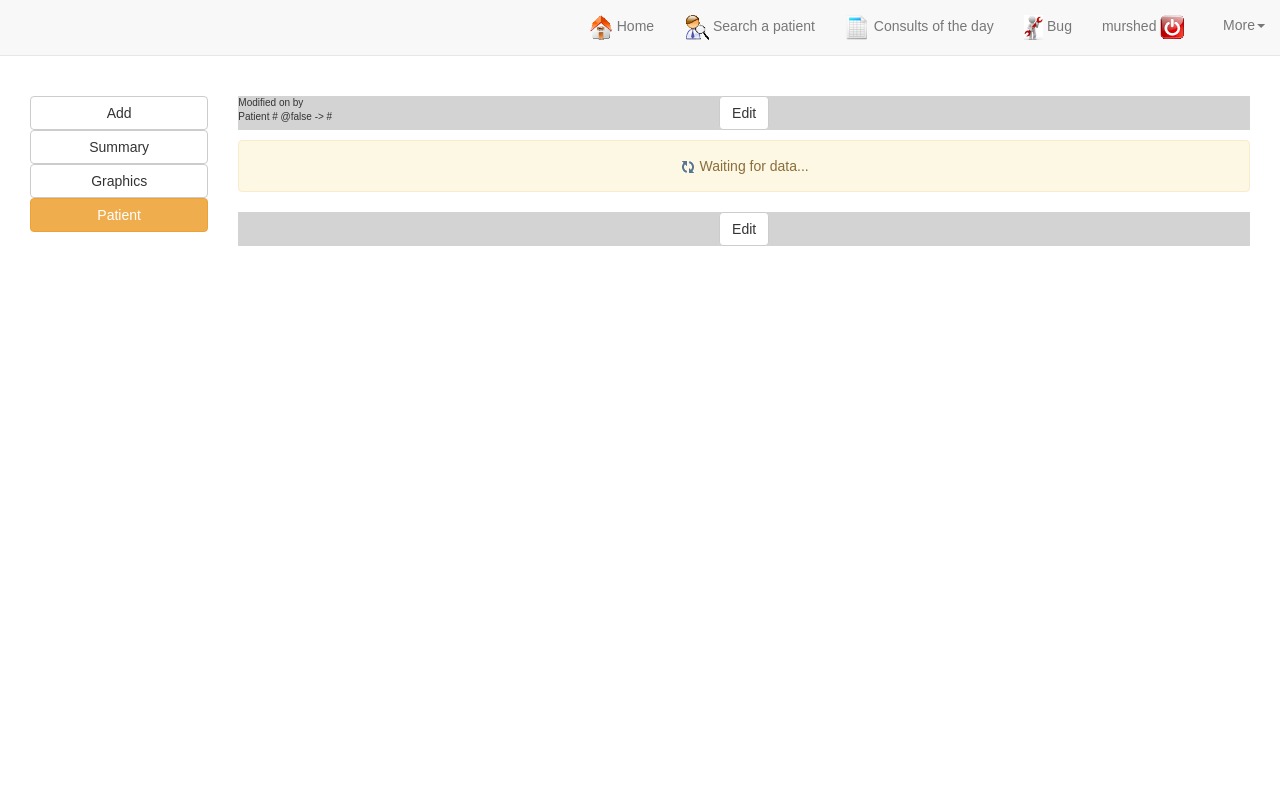 Home Search a patient Consults of the day Bug murshed More
Add
Summary
Graphics
Patient
Modified on by
Patient # @false -> #
Edit
Waiting for data...
Edit